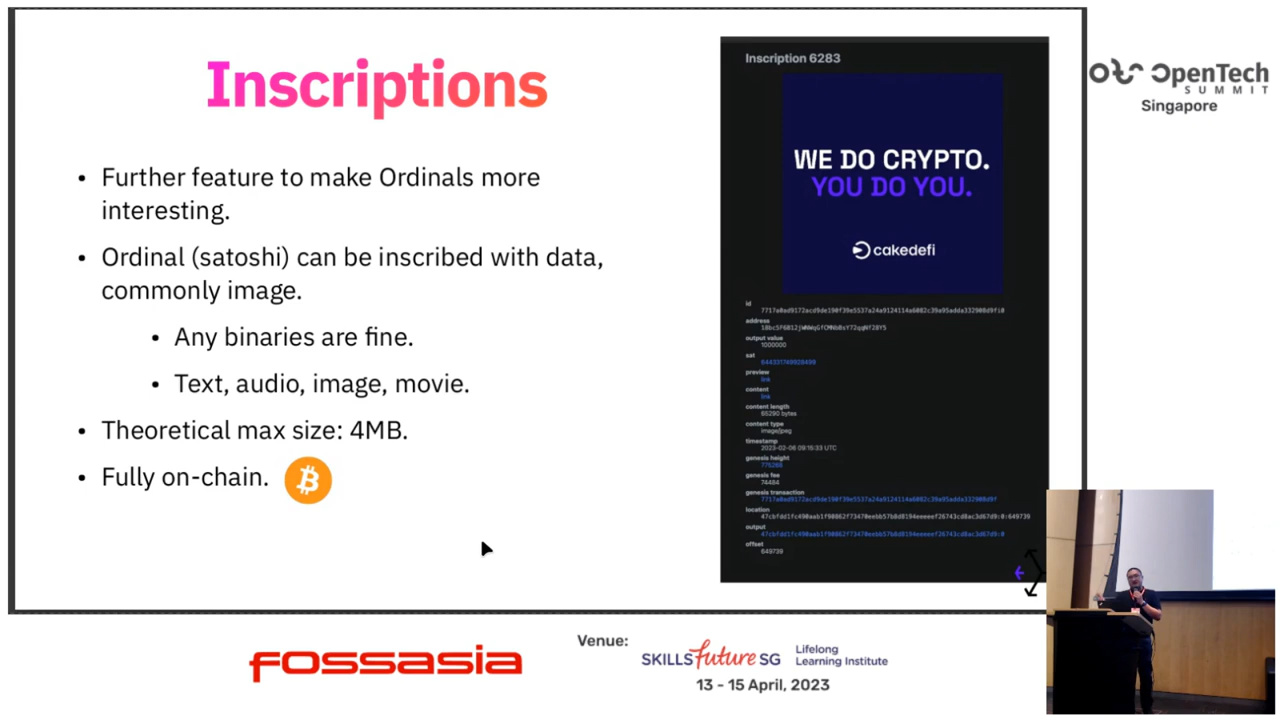 Inscriptions
• Further feature to make Ordinals more
interesting.
• Ordinal (satoshi) can be inscribed with data,
commonly image.
• Any binaries are fine.
• Text, audio, image, movie.
• Theoretical max size: 4MB.
• Fully on-chain.
Inscription 6283
WE DO CRYPTO.
YOU DO YOU.
cakedefi
id
address
output value
1000000
sat
preview
link
content
link
content length
65290 bytes
content type
image/jpeg
timestamp
2023-02-06 09:15:33 UTC
genesis height
775269
genesis fee
74484
genesis transaction
location
output
offset
649739
OpenTech
SUMMIT
Singapore
FOSSASIA
Venue:
SKILLS future SG
Lifelong
Learning Institute
13 - 15 April, 2023